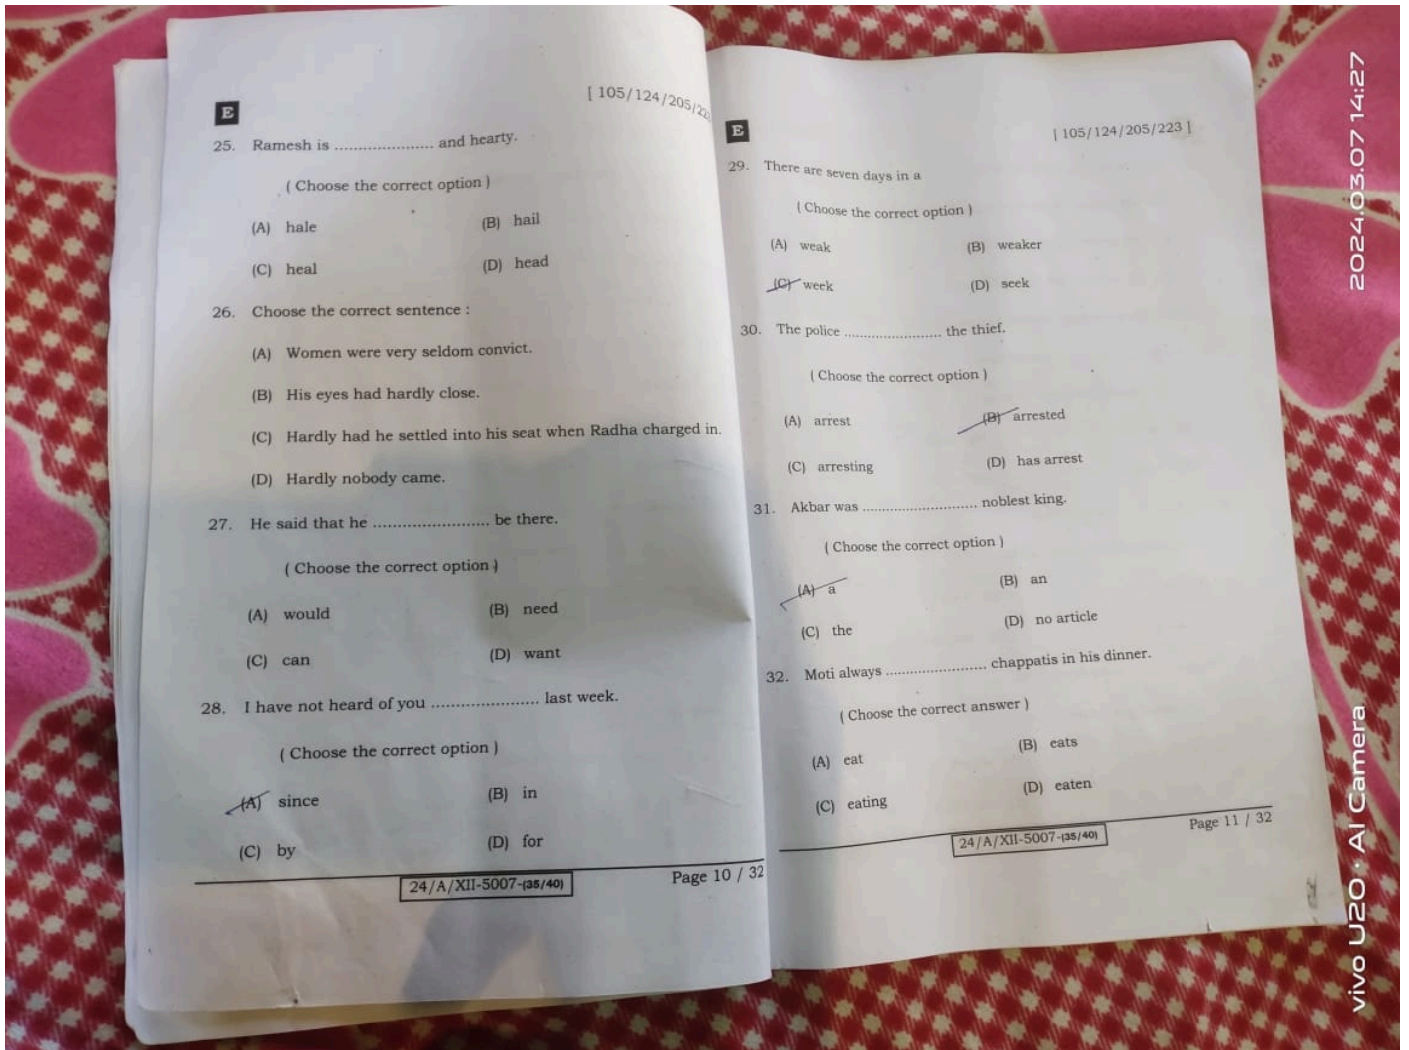 E
[ 105/124/205/22
25. Ramesh is ..................... and hearty.
( Choose the correct option )
(A) hale (B) hail
(C) heal (D) head
26. Choose the correct sentence :
(A) Women were very seldom convict.
(B) His eyes had hardly close.
(C) Hardly had he settled into his seat when Radha charged in.
(D) Hardly nobody came.
27. He said that he ........................ be there.
( Choose the correct option )
(A) would (B) need
(C) can (D) want
28. I have not heard of you ...................... last week.
( Choose the correct option )
(A) since (B) in
(C) by (D) for
24/A/XII-5007-(35/40)
Page 10 / 32
E
[ 105/124/205/223 ]
29. There are seven days in a
( Choose the correct option )
(A) weak (B) weaker
(C) week (D) seek
30. The police ....................... the thief.
( Choose the correct option )
(A) arrest (B) arrested
(C) arresting (D) has arrest
31. Akbar was ........................... noblest king.
( Choose the correct option )
(A) a (B) an
(C) the (D) no article
32. Moti always ........................ chappatis in his dinner.
( Choose the correct answer )
(A) eat (B) eats
(C) eating (D) eaten
24/A/XII-5007-(35/40)
Page 11 / 32
vivo U20 · AI Camera 2024.03.07 14:27